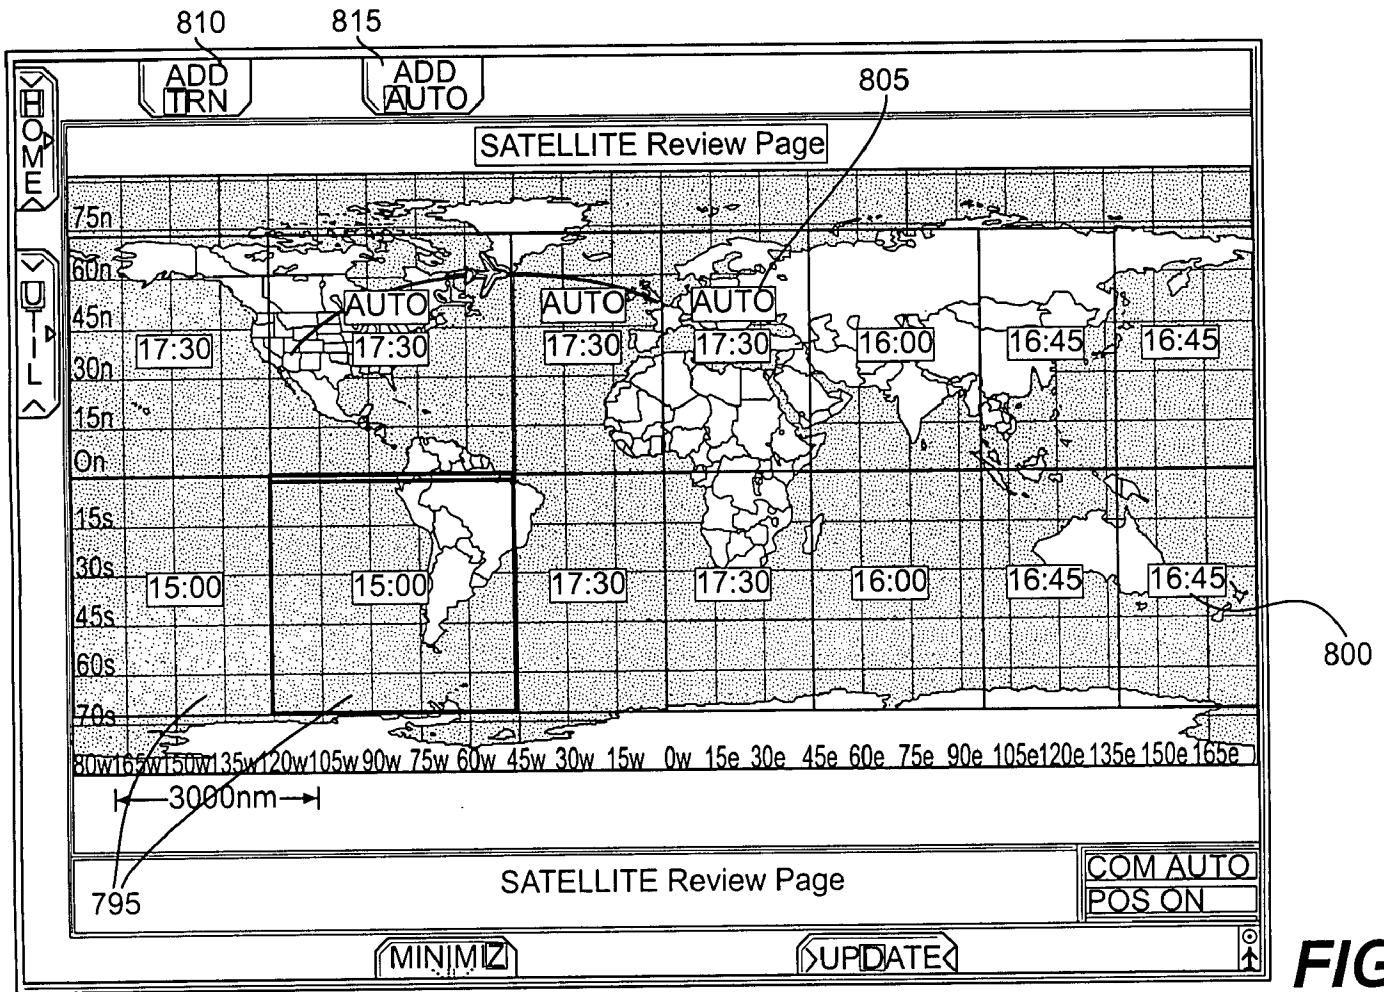 810
815
ADD
TRN
ADD
AUTO
805
HOME
SATELLITE Review Page
75n
60n
AUTO AUTO AUTO
45n
17:30 17:30 17:30 17:30 16:00 16:45 16:45
30n
15n
0n
15s
30s
15:00 15:00 17:30 17:30 16:00 16:45 16:45
45s
800
60s
70s
80w 165w 150w 135w 120w 105w 90w 75w 60w 45w 30w 15w 0w 15e 30e 45e 60e 75e 90e 105e 120e 135e 150e 165e
3000nm
795
SATELLITE Review Page
COM AUTO
POS ON
MINIMIZ
>UPDATE<
FIG